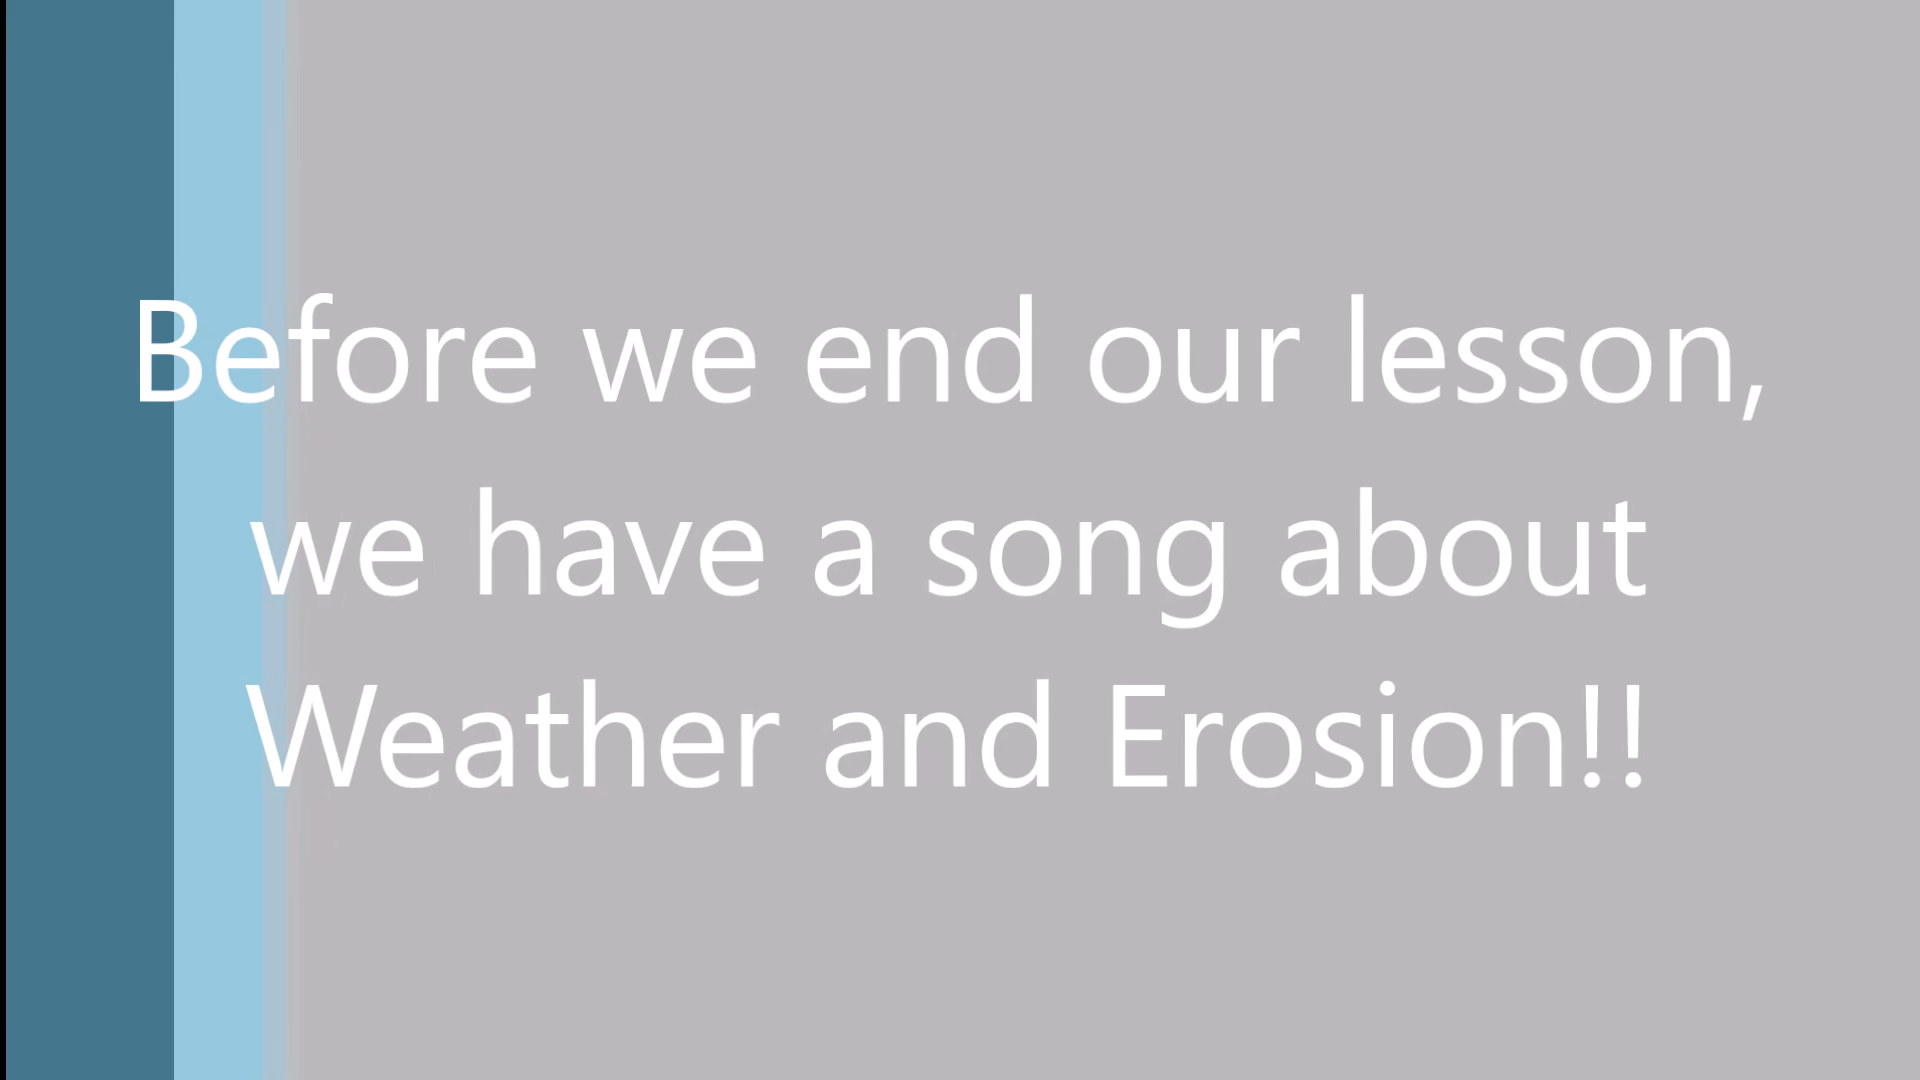 Before we end our lesson,
we have a song about
Weather and Erosion!!